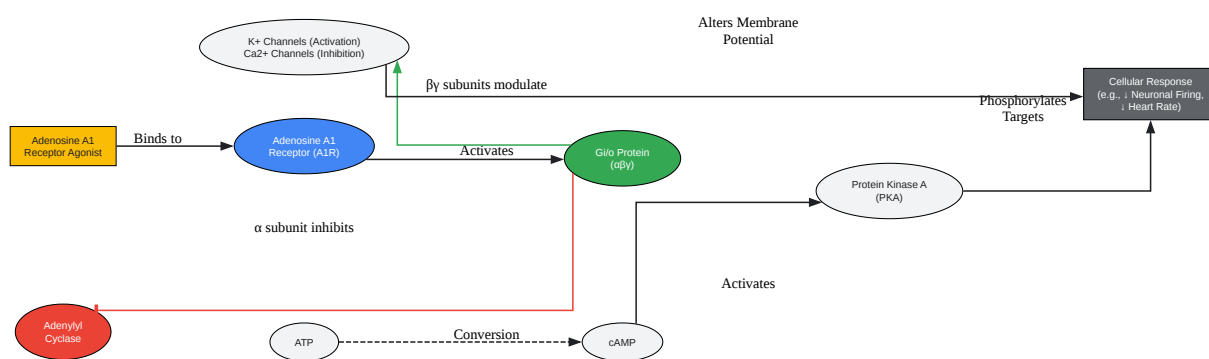 Alters Membrane
Potential
K+ Channels (Activation)
Ca2+ Channels (Inhibition)
βγ subunits modulate
Cellular Response
(e.g., ↓ Neuronal Firing,
↓ Heart Rate)
Phosphorylates
Targets
Adenosine A1
Receptor Agonist
Binds to
Adenosine A1
Receptor (A1R)
Activates
Gi/o Protein
(αβγ)
Protein Kinase A
(PKA)
α subunit inhibits
Activates
Adenylyl
Cyclase
ATP
Conversion
cAMP